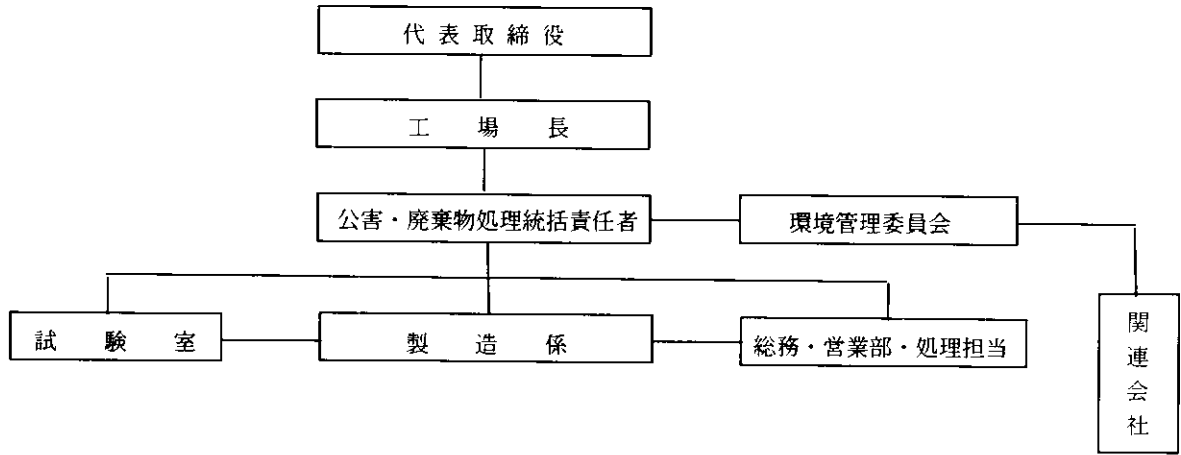 代表取締役
工場長
公害・廃棄物処理統括責任者
環境管理委員会
試験室
製造係
総務・営業部・処理担当
関連会社